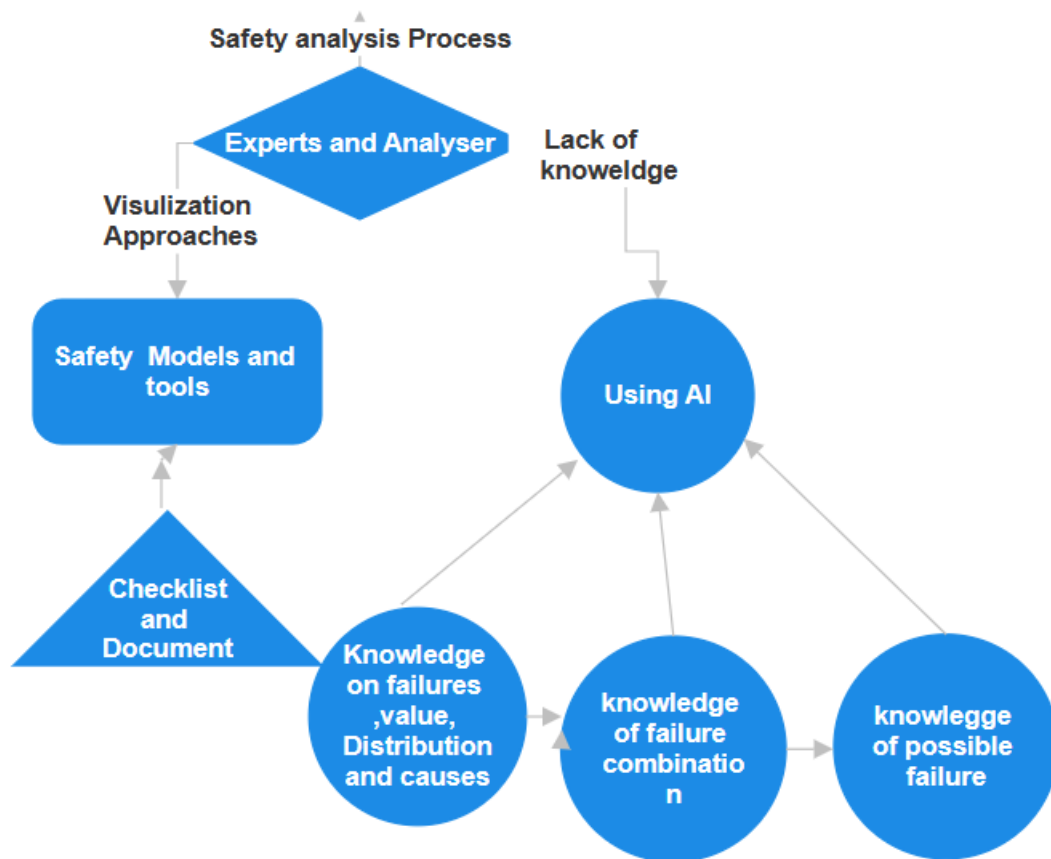 Safety analysis Process
Experts and Analyser
Lack of
knoweldge
Visulization
Approaches
Safety Models and
tools
Using AI
Checklist
and
Document
Knowledge
on failures
,value,
Distribution
and causes
knowledge
of failure
combinatio
n
knowlegge
of possible
failure